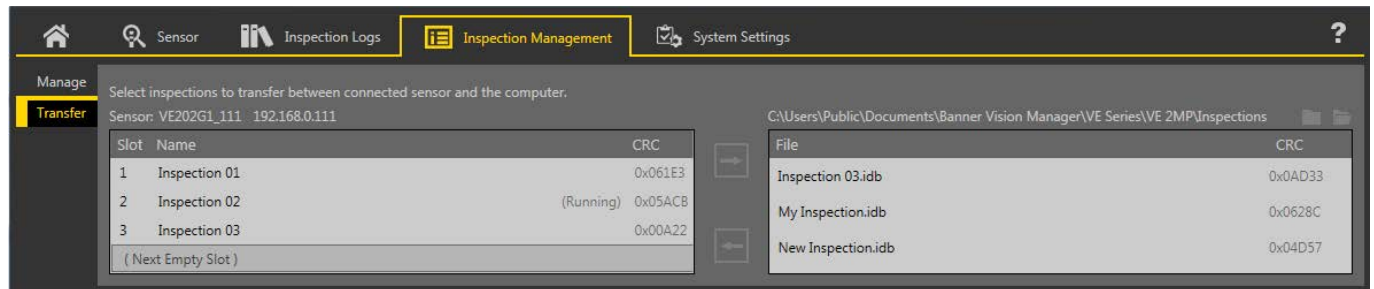 Sensor Inspection Logs Inspection Management System Settings ?
Manage
Transfer
Select inspections to transfer between connected sensor and the computer.
Sensor: VE202G1_111 192.168.0.111
C:\Users\Public\Documents\Banner Vision Manager\VE Series\VE 2MP\Inspections
Slot Name CRC
1 Inspection 01 0x061E3
2 Inspection 02 (Running) 0x05ACB
3 Inspection 03 0x00A22
( Next Empty Slot )
File CRC
Inspection 03.idb 0x0AD33
My Inspection.idb 0x0628C
New Inspection.idb 0x04D57